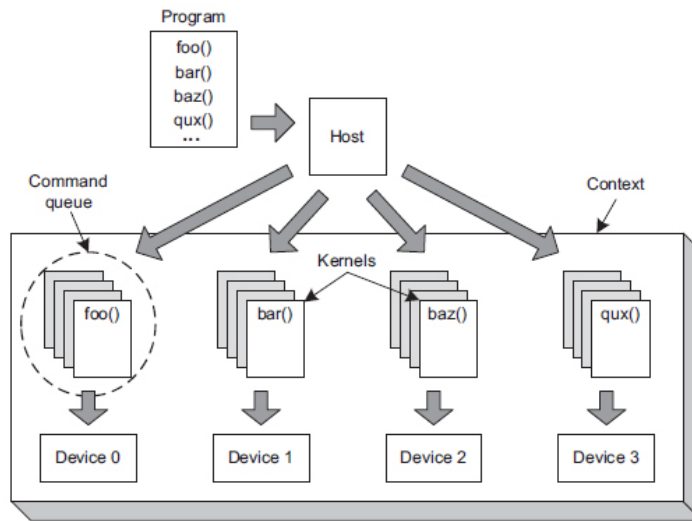 Program
foo()
bar()
baz()
qux()
...
Host
Command
queue
Context
Kernels
foo()
bar()
baz()
qux()
Device 0
Device 1
Device 2
Device 3